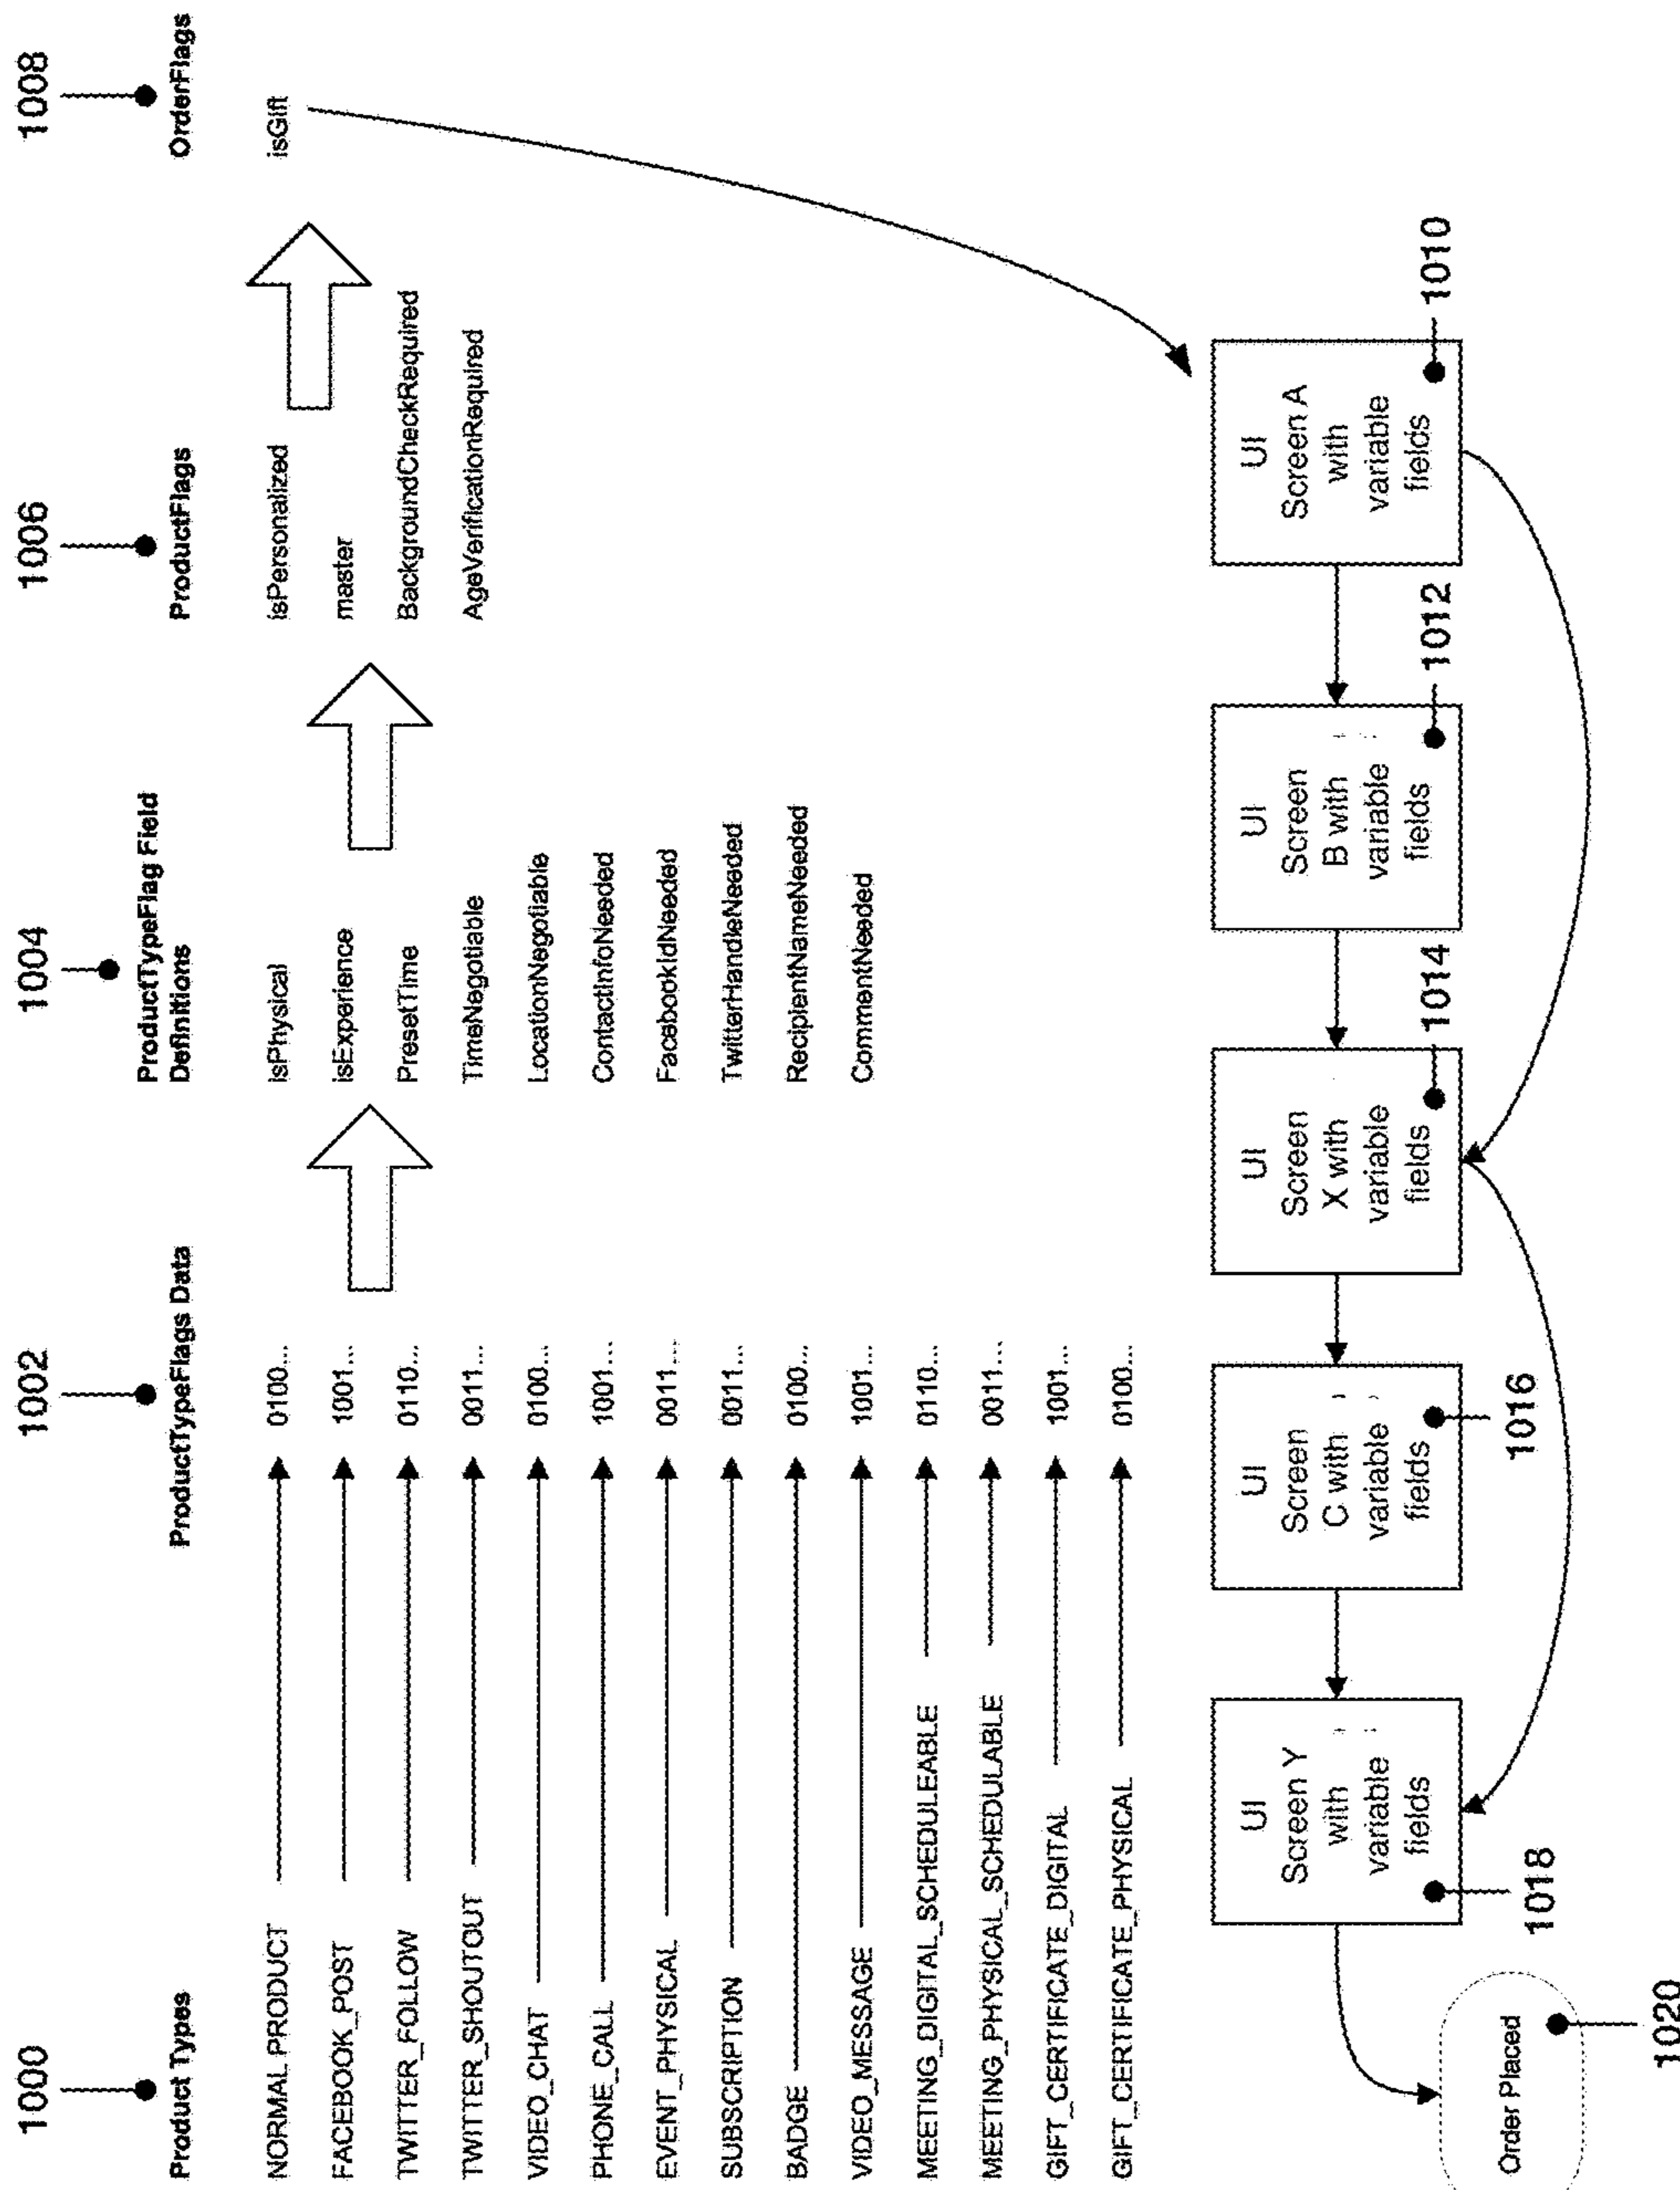 1000
1002
1004
1006
1008
Product Types
ProductTypeFlags Data
ProductTypeFlag Field
Definitions
ProductFlags
OrderFlags
NORMAL_PRODUCT
0100...
FACEBOOK_POST
1001...
TWITTER_FOLLOW
0110...
TWITTER_SHOUTOUT
0011...
VIDEO_CHAT
0100...
PHONE_CALL
1001...
EVENT_PHYSICAL
0011...
SUBSCRIPTION
0011...
BADGE
0100...
VIDEO_MESSAGE
1001...
MEETING_DIGITAL_SCHEDULEABLE
0110...
MEETING_PHYSICAL_SCHEDULABLE
0011...
GIFT_CERTIFICATE_DIGITAL
1001...
GIFT_CERTIFICATE_PHYSICAL
0100...
isPhysical
isExperience
PresetTime
TimeNegotiable
LocationNegotiable
ContactInfoNeeded
FacebookIdNeeded
TwitterHandleNeeded
RecipientNameNeeded
CommentNeeded
isPersonalized
master
BackgroundCheckRequired
AgeVerificationRequired
isGift
UI
Screen A
with
variable
fields
1010
UI
Screen
B with
variable
fields
1012
UI
Screen
X with
variable
fields
1014
UI
Screen
C with
variable
fields
1016
UI
Screen Y
with
variable
fields
1018
Order Placed
1020